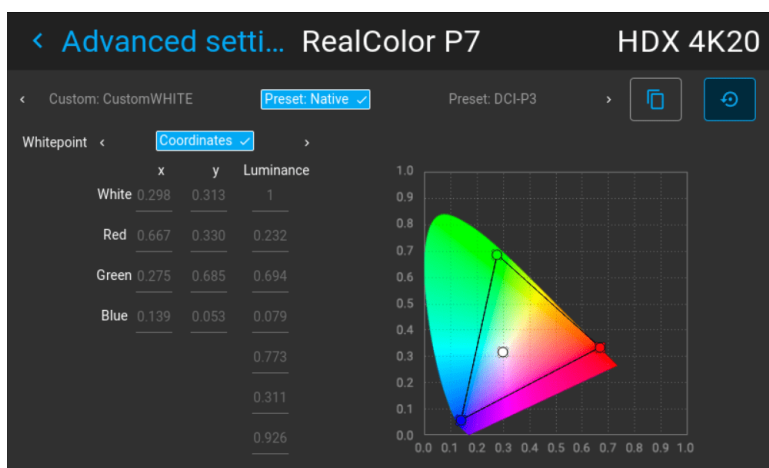 ‹ Advanced setti… RealColor P7 HDX 4K20
‹ Custom: CustomWHITE Preset: Native ✓ Preset: DCI-P3 ›
Whitepoint ‹ Coordinates ✓ ›
x y Luminance
White 0.298 0.313 1
Red 0.667 0.330 0.232
Green 0.275 0.685 0.694
Blue 0.139 0.053 0.079
0.773
0.311
0.926
1.0
0.9
0.8
0.7
0.6
0.5
0.4
0.3
0.2
0.1
0.0
0.0 0.1 0.2 0.3 0.4 0.5 0.6 0.7 0.8 0.9 1.0